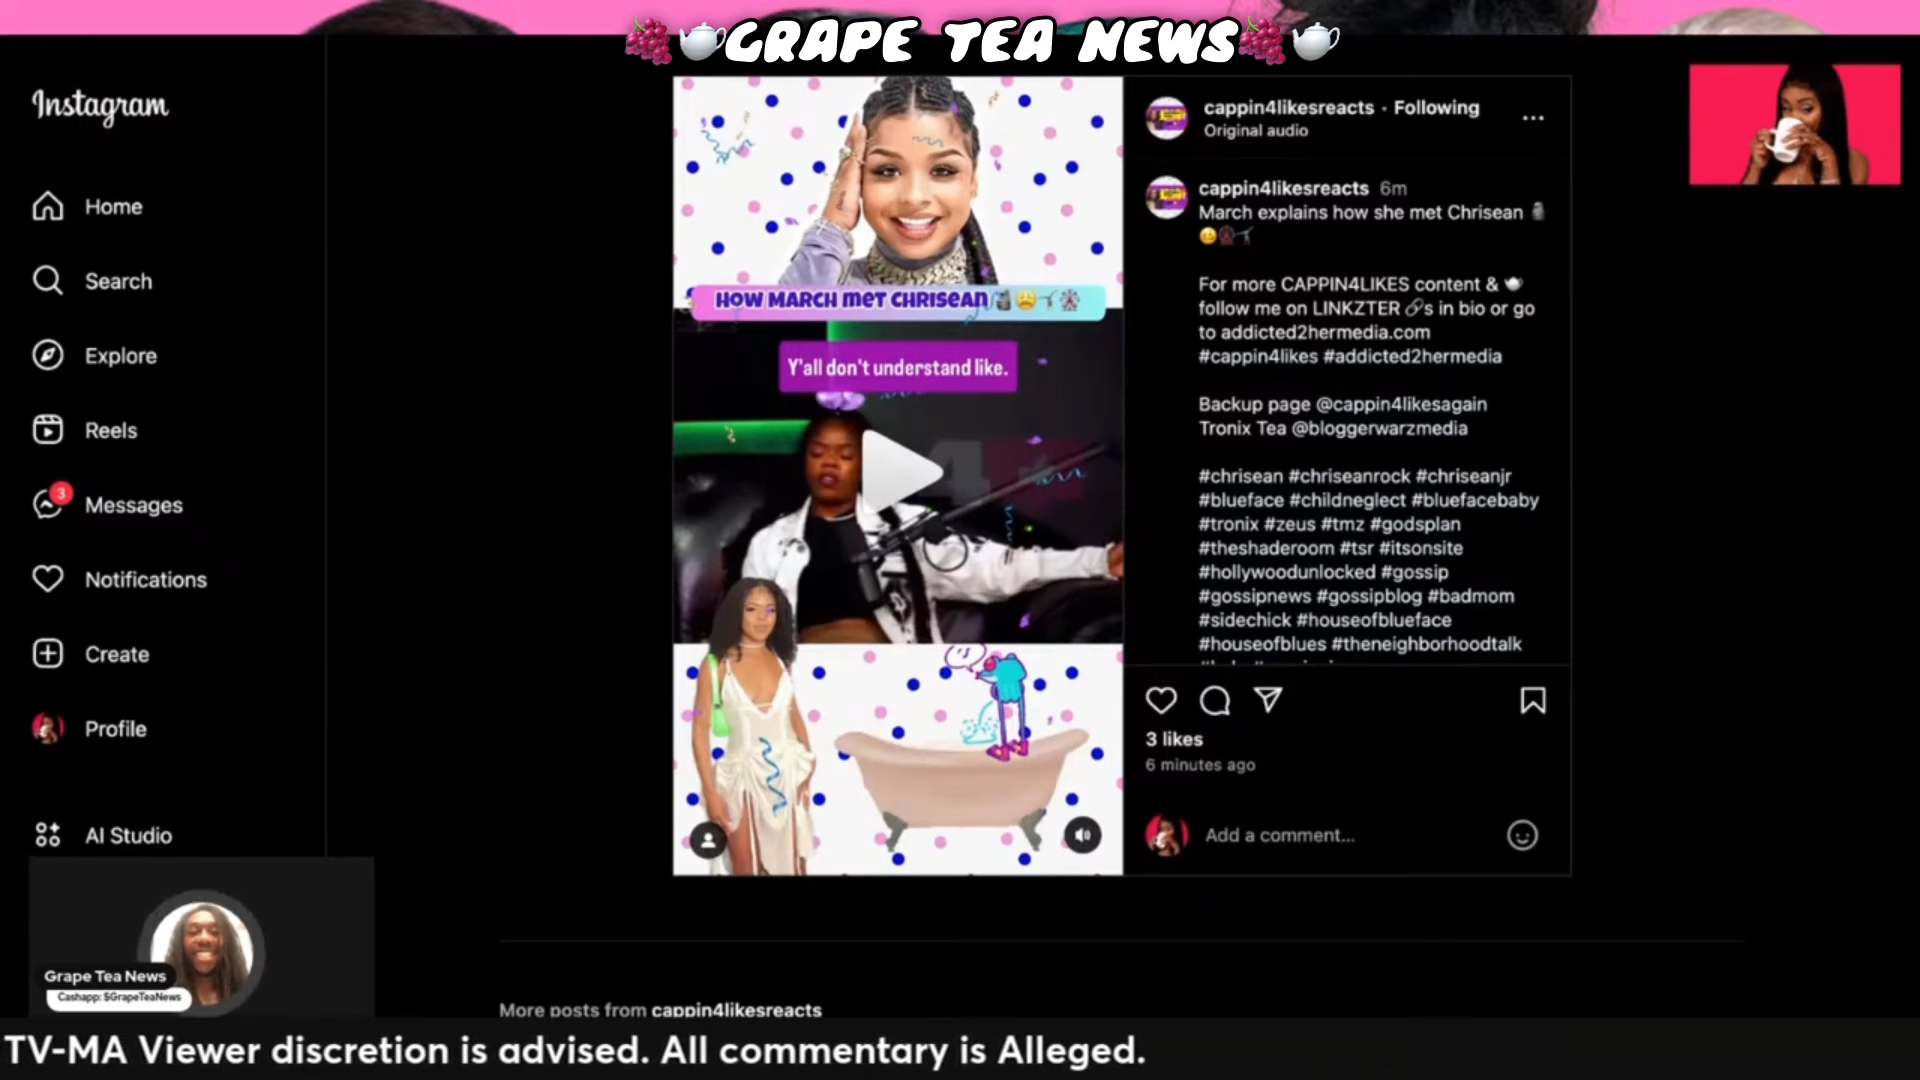 GRAPE TEA NEWS
Instagram
Home
Search
Explore
Reels
3
Messages
Notifications
Create
Profile
AI Studio
Grape Tea News
Cashapp: $GrapeTeaNews
HOW MARCH MET CHRISEAN
Y'all don't understand like.
cappin4likesreacts · Following
Original audio
cappin4likesreacts 6m
March explains how she met Chrisean
For more CAPPIN4LIKES content &
follow me on LINKZTER s in bio or go
to addicted2hermedia.com
#cappin4likes #addicted2hermedia
Backup page @cappin4likesagain
Tronix Tea @bloggerwarzmedia
#chrisean #chriseanrock #chriseanjr
#blueface #childneglect #bluefacebaby
#tronix #zeus #tmz #godsplan
#theshaderoom #tsr #itsonsite
#hollywoodunlocked #gossip
#gossipnews #gossipblog #badmom
#sidechick #houseofblueface
#houseofblues #theneighborhoodtalk
3 likes
6 minutes ago
Add a comment...
More posts from cappin4likesreacts
TV-MA Viewer discretion is advised. All commentary is Alleged.